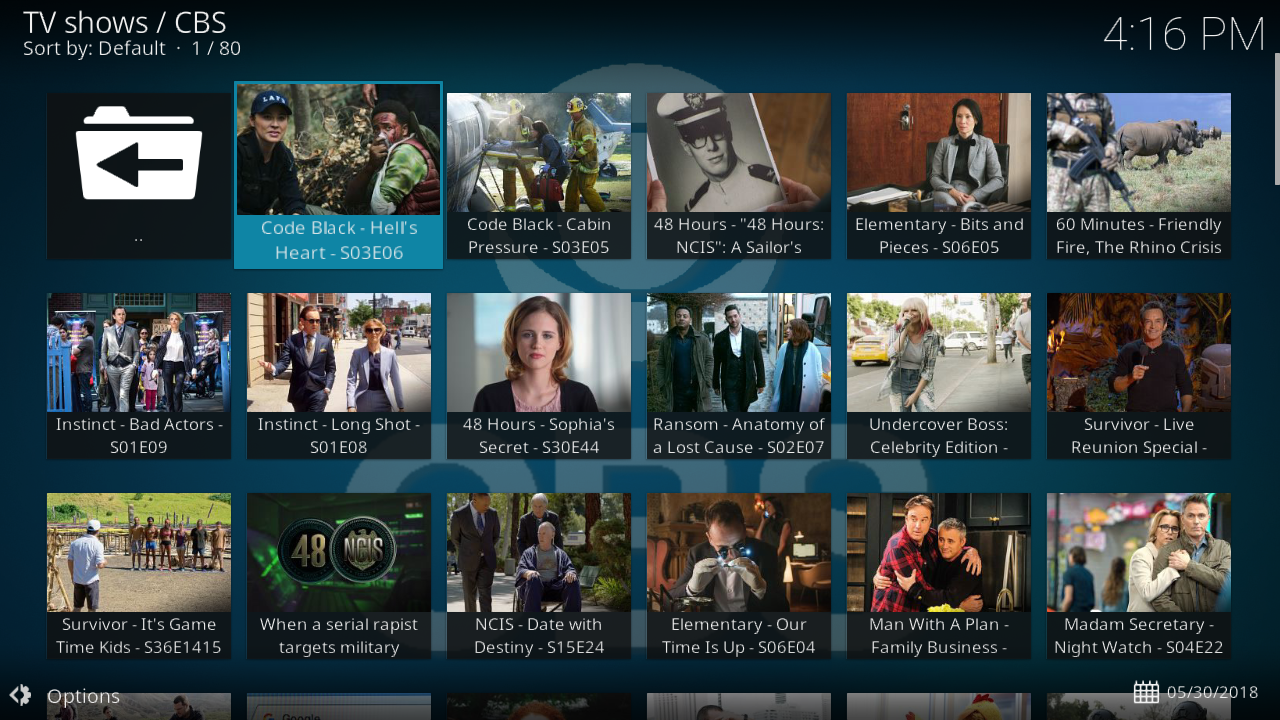 TV shows / CBS
Sort by: Default · 1 / 80
4:16 PM
..
Code Black - Hell's
Heart - S03E06
Code Black - Cabin
Pressure - S03E05
48 Hours - "48 Hours:
NCIS": A Sailor's
Elementary - Bits and
Pieces - S06E05
60 Minutes - Friendly
Fire, The Rhino Crisis
Instinct - Bad Actors -
S01E09
Instinct - Long Shot -
S01E08
48 Hours - Sophia's
Secret - S30E44
Ransom - Anatomy of
a Lost Cause - S02E07
Undercover Boss:
Celebrity Edition -
Survivor - Live
Reunion Special -
Survivor - It's Game
Time Kids - S36E1415
48 NCIS
When a serial rapist
targets military
NCIS - Date with
Destiny - S15E24
Elementary - Our
Time Is Up - S06E04
Man With A Plan -
Family Business -
Madam Secretary -
Night Watch - S04E22
Options
Google
05/30/2018